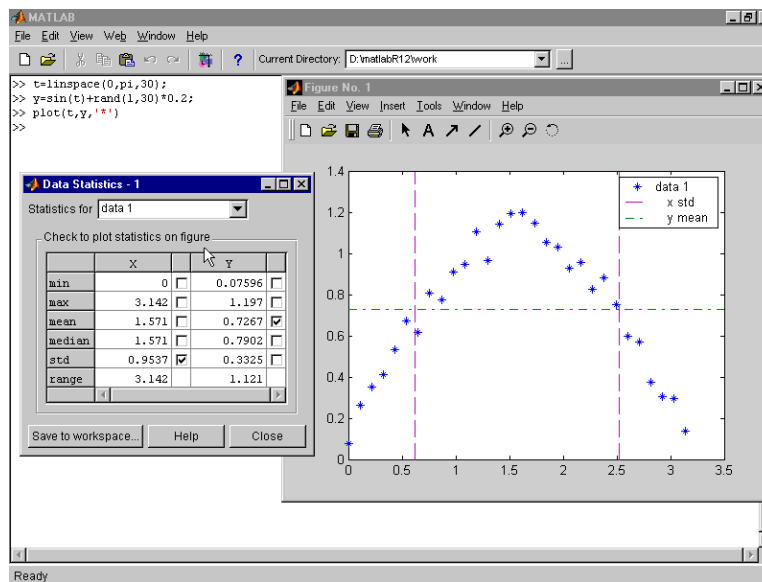 MATLAB
File Edit View Web Window Help
? Current Directory: D:\matlabR12\work ...
>> t=linspace(0,pi,30);
>> y=sin(t)+rand(1,30)*0.2;
>> plot(t,y,'*')
>>
Figure No. 1
File Edit View Insert Tools Window Help
A
1.4
1.2
1
0.8
0.6
0.4
0.2
0
0 0.5 1 1.5 2 2.5 3 3.5
data 1
x std
y mean
Data Statistics - 1
Statistics for data 1
Check to plot statistics on figure
X Y
min 0 0.07596
max 3.142 1.197
mean 1.571 0.7267
median 1.571 0.7902
std 0.9537 0.3325
range 3.142 1.121
Save to workspace... Help Close
Ready